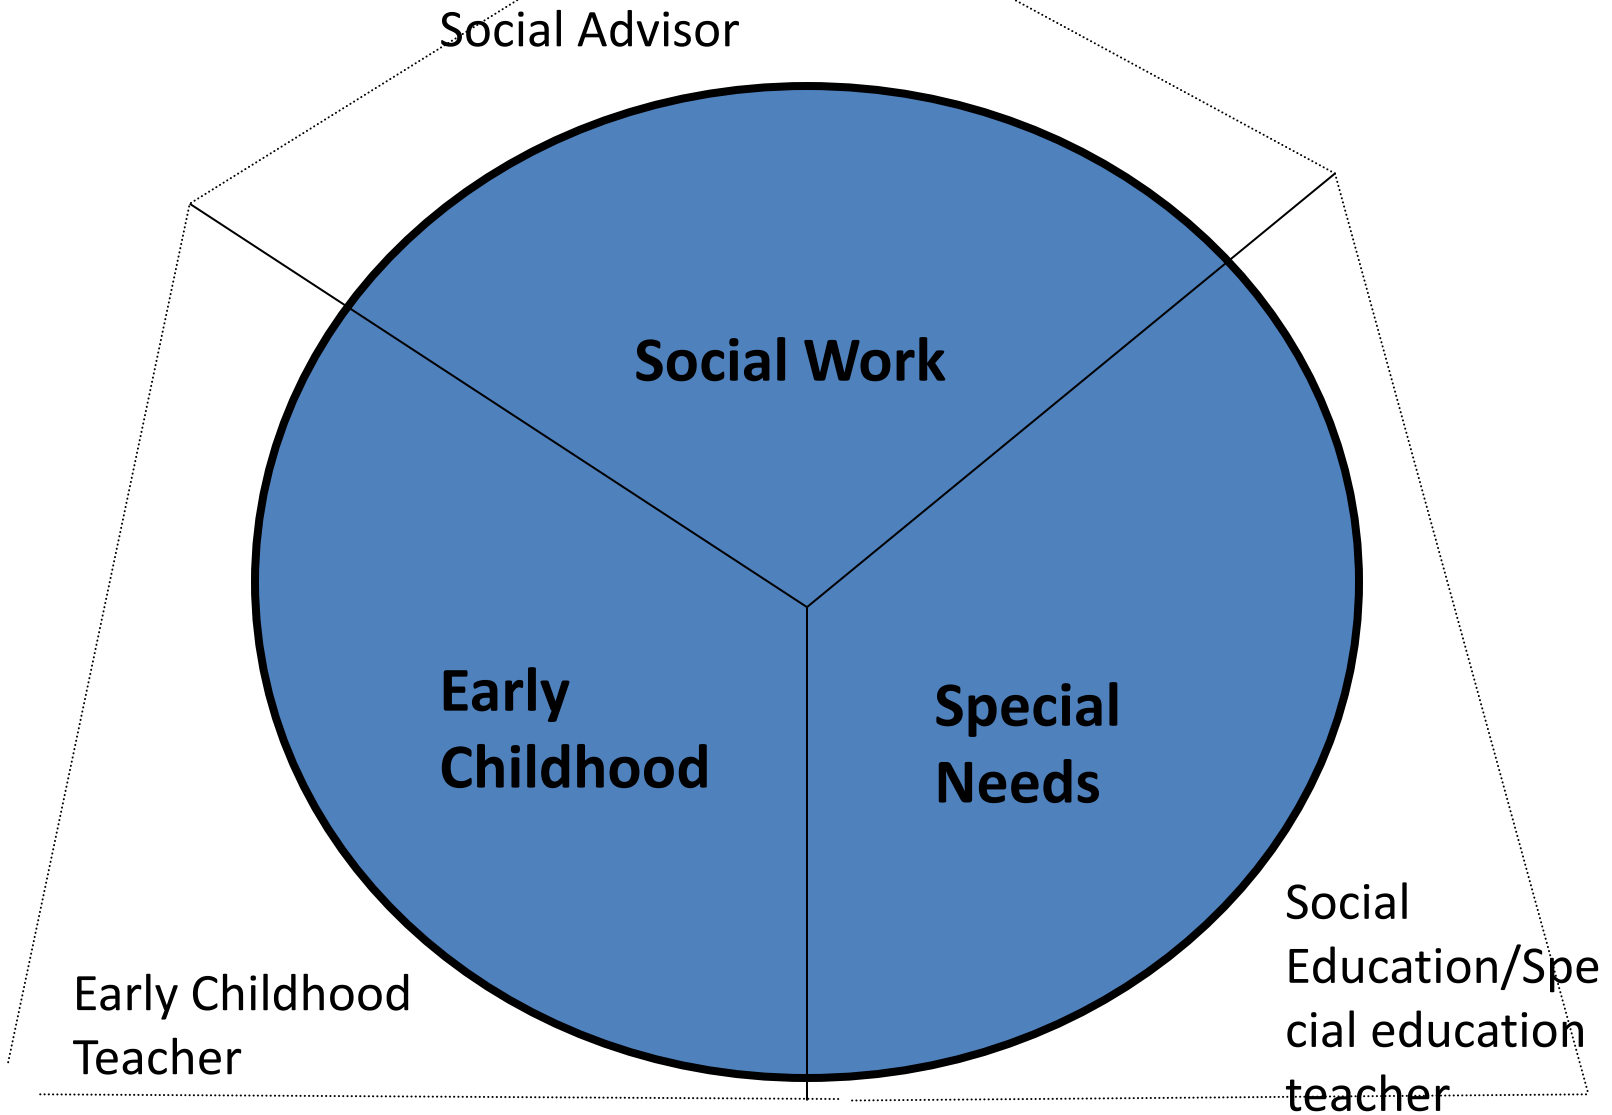 Social Advisor
Social Work
Early
Childhood
Special
Needs
Early Childhood
Teacher
Social
Education/Spe
cial education
teacher